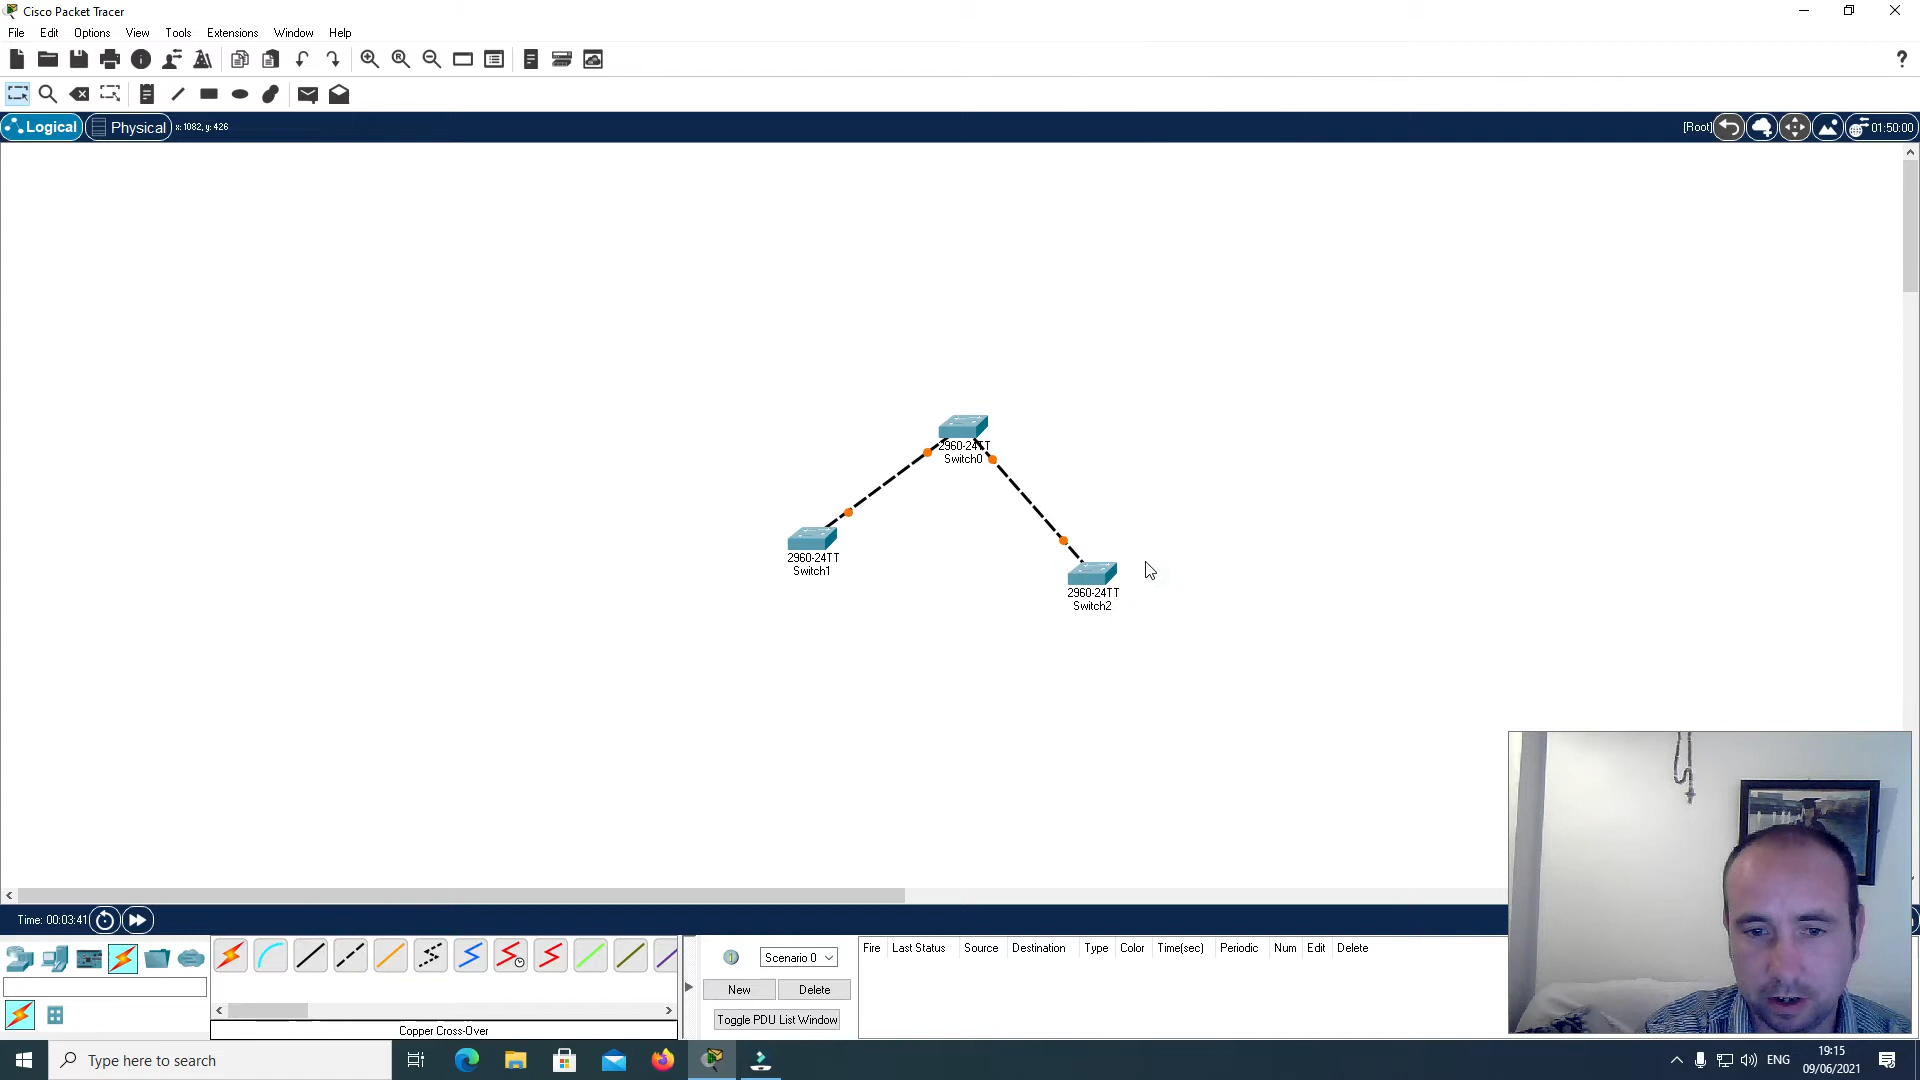 Cisco Packet Tracer
File Edit Options View Tools Extensions Window Help
?
Logical Physical x: 1082, y: 426 [Root] 01:50:00
2960-24TT
Switch0
2960-24TT
Switch1
2960-24TT
Switch2
Time: 00:03:41
Scenario 0
New Delete
Toggle PDU List Window
Fire Last Status Source Destination Type Color Time(sec) Periodic Num Edit Delete
Copper Cross-Over
Type here to search
ENG
19:15
09/06/2021